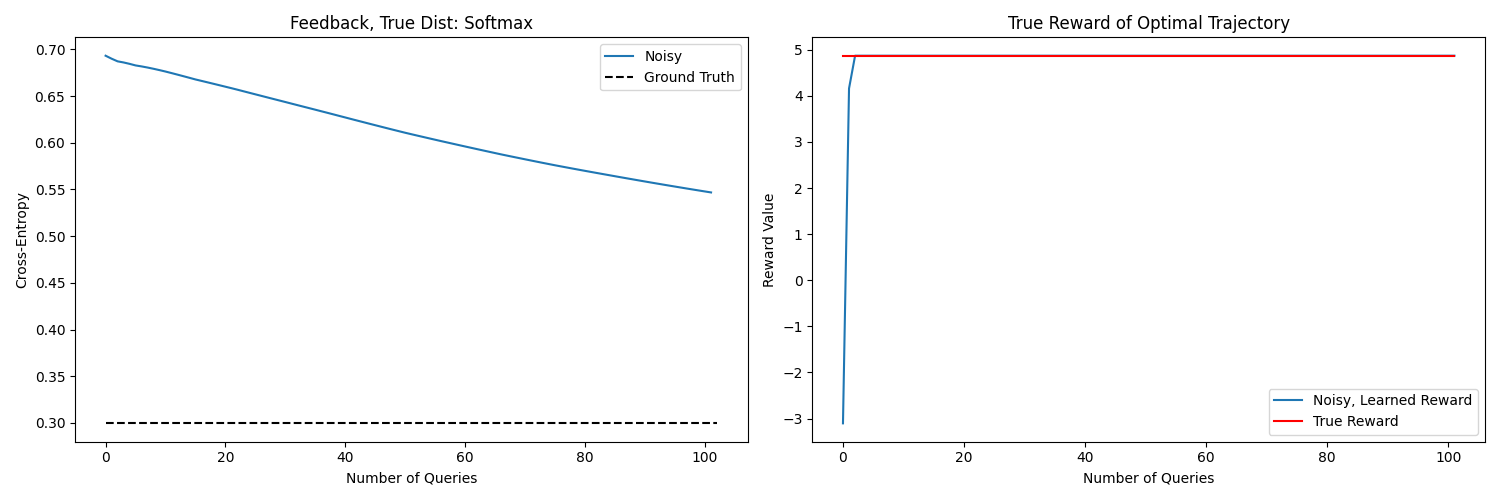 Feedback, True Dist: Softmax
0.70
0.65
0.60
0.55
0.50
0.45
0.40
0.35
0.30
Cross-Entropy
Noisy
Ground Truth
0 20 40 60 80 100
Number of Queries
True Reward of Optimal Trajectory
5
4
3
2
1
0
−1
−2
−3
Reward Value
Noisy, Learned Reward
True Reward
0 20 40 60 80 100
Number of Queries